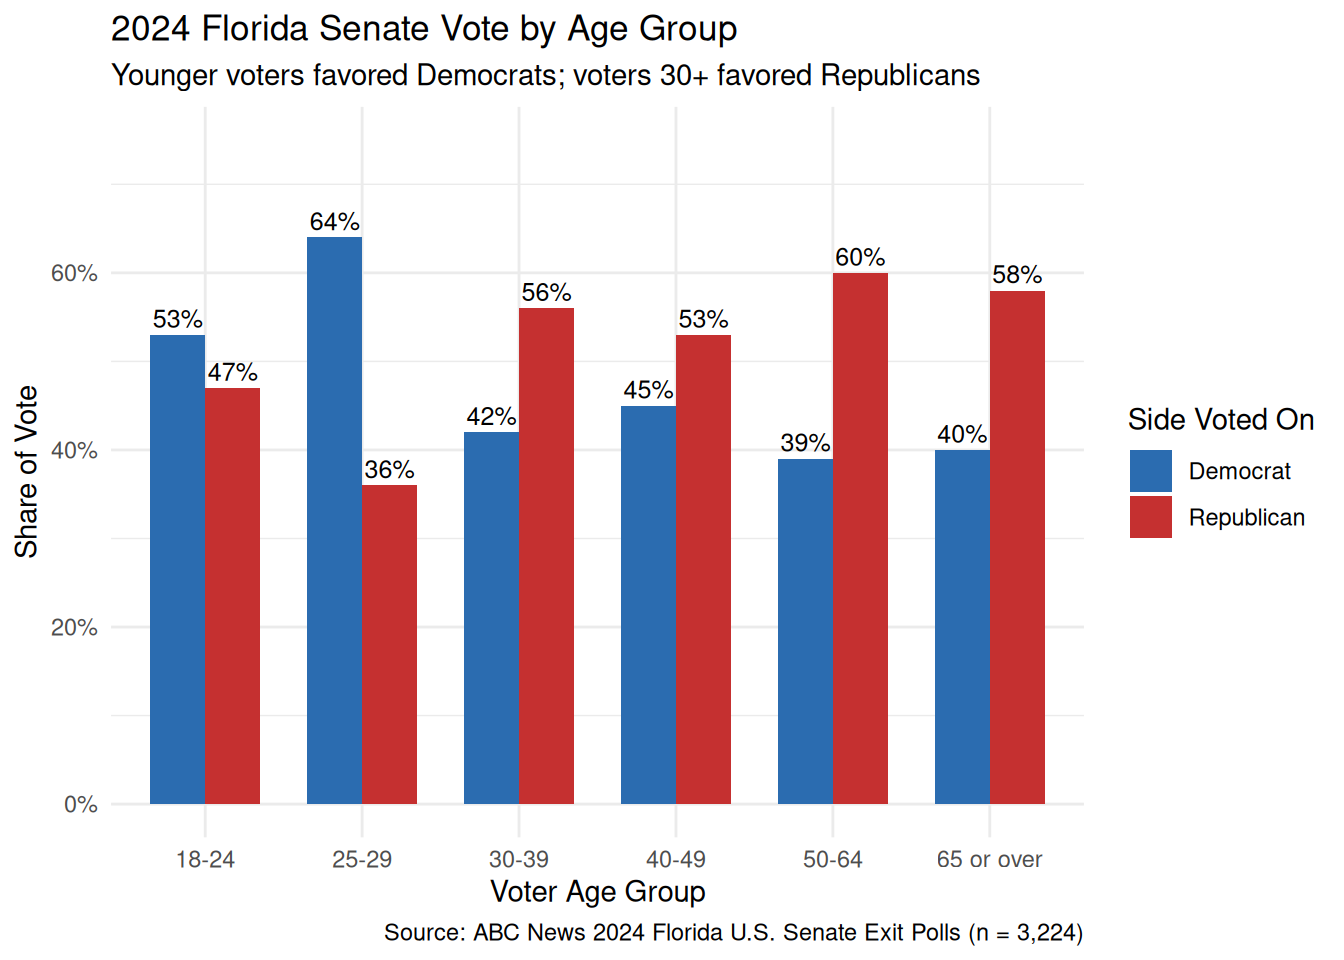 2024 Florida Senate Vote by Age Group
Younger voters favored Democrats; voters 30+ favored Republicans
64%
60%
60%
58%
56%
53%
53%
47%
45%
42%
40%
40%
39%
36%
20%
0%
Share of Vote
Side Voted On
Democrat
Republican
18-24 25-29 30-39 40-49 50-64 65 or over
Voter Age Group
Source: ABC News 2024 Florida U.S. Senate Exit Polls (n = 3,224)